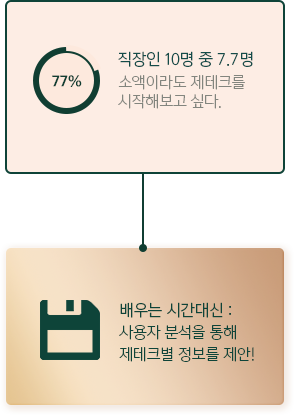 77%
직장인 10명 중 7.7명
소액이라도 제테크를
시작해보고 싶다.
배우는 시간대신 :
사용자 분석을 통해
제테크별 정보를 제안!